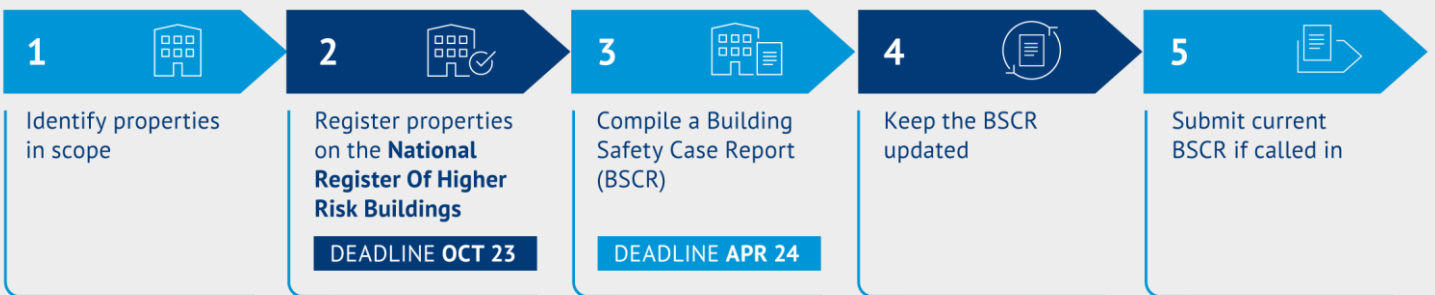 1
Identify properties
in scope
2
Register properties
on the National
Register Of Higher
Risk Buildings
DEADLINE OCT 23
3
Compile a Building
Safety Case Report
(BSCR)
DEADLINE APR 24
4
Keep the BSCR
updated
5
Submit current
BSCR if called in